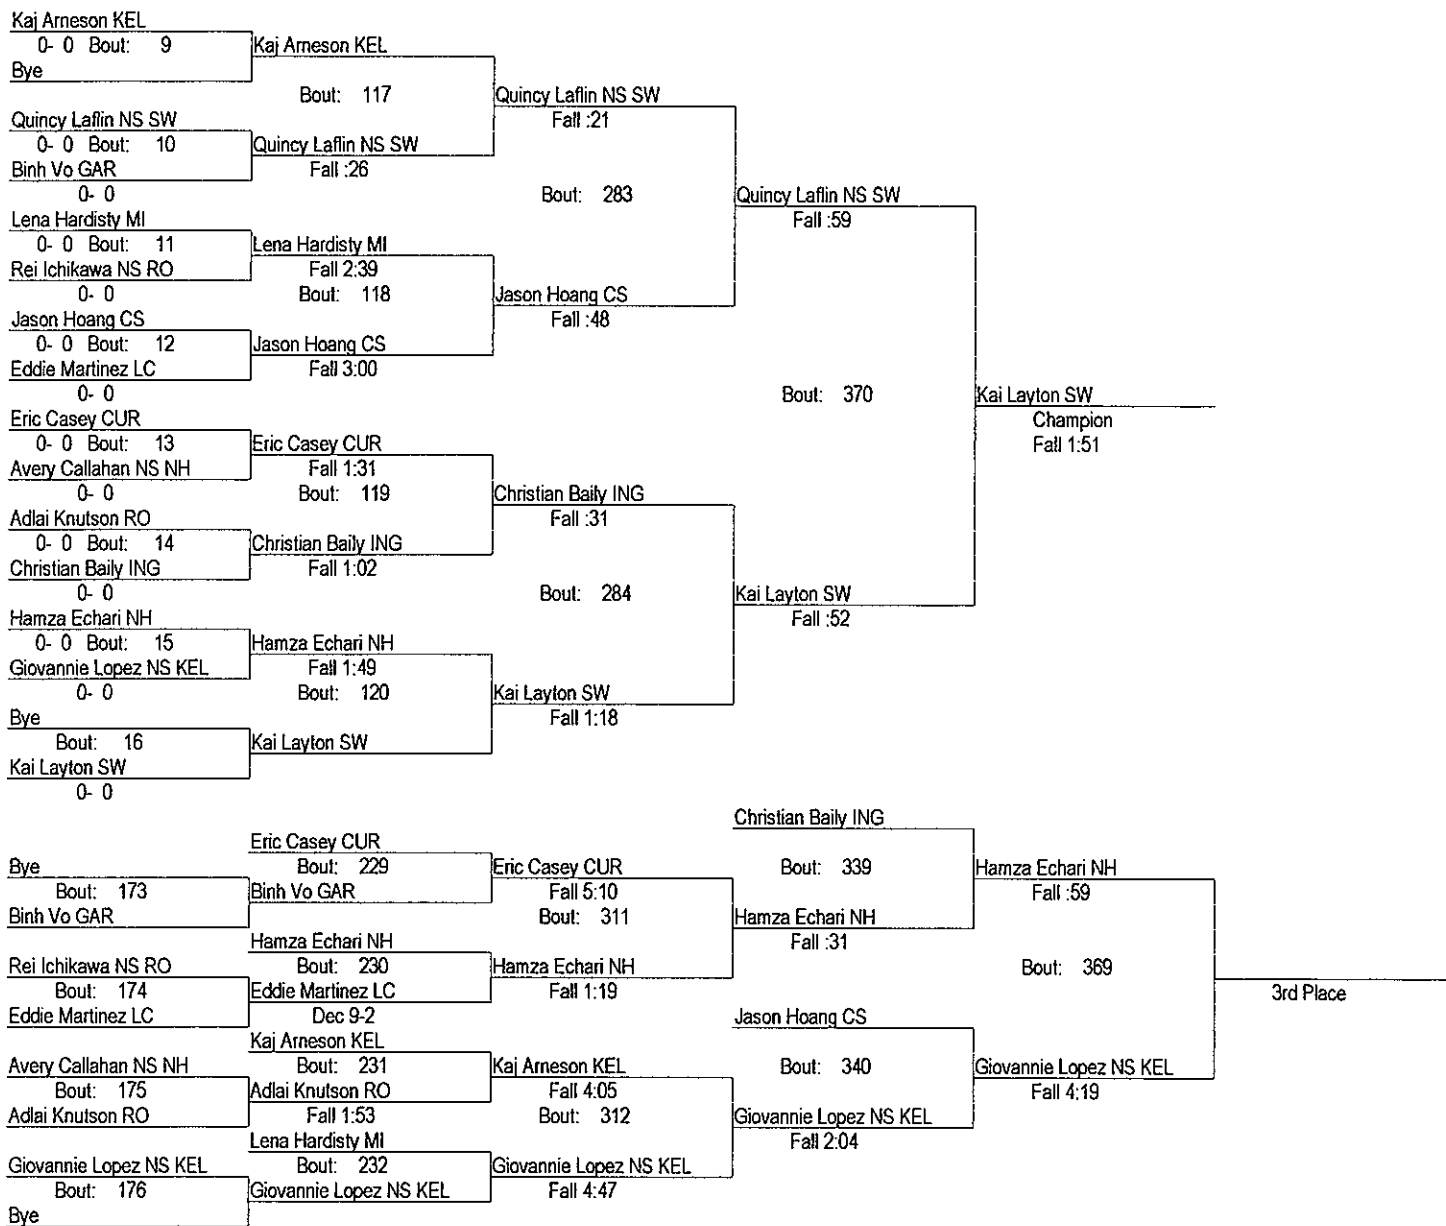 Kaj Arneson KEL
0- 0 Bout: 9
Bye
Quincy Laflin NS SW
0- 0 Bout: 10
Binh Vo GAR
0- 0
Lena Hardisty MI
0- 0 Bout: 11
Rei Ichikawa NS RO
0- 0
Jason Hoang CS
0- 0 Bout: 12
Eddie Martinez LC
0- 0
Eric Casey CUR
0- 0 Bout: 13
Avery Callahan NS NH
0- 0
Adlai Knutson RO
0- 0 Bout: 14
Christian Baily ING
0- 0
Hamza Echari NH
0- 0 Bout: 15
Giovannie Lopez NS KEL
0- 0
Bye
Bout: 16
Kai Layton SW
0- 0
Kaj Arneson KEL
Bout: 117
Quincy Laflin NS SW
Fall :26
Lena Hardisty MI
Fall 2:39
Bout: 118
Jason Hoang CS
Fall 3:00
Eric Casey CUR
Fall 1:31
Bout: 119
Christian Baily ING
Fall 1:02
Hamza Echari NH
Fall 1:49
Bout: 120
Kai Layton SW
Quincy Laflin NS SW
Fall :21
Bout: 283
Jason Hoang CS
Fall :48
Christian Baily ING
Fall :31
Bout: 284
Kai Layton SW
Fall 1:18
Quincy Laflin NS SW
Fall :59
Bout: 370
Kai Layton SW
Fall :52
Kai Layton SW
Champion
Fall 1:51
Bye
Bout: 173
Binh Vo GAR
Rei Ichikawa NS RO
Bout: 174
Eddie Martinez LC
Avery Callahan NS NH
Bout: 175
Adlai Knutson RO
Giovannie Lopez NS KEL
Bout: 176
Bye
Eric Casey CUR
Bout: 229
Binh Vo GAR
Hamza Echari NH
Bout: 230
Eddie Martinez LC
Dec 9-2
Kaj Arneson KEL
Bout: 231
Adlai Knutson RO
Fall 1:53
Lena Hardisty MI
Bout: 232
Giovannie Lopez NS KEL
Eric Casey CUR
Fall 5:10
Bout: 311
Hamza Echari NH
Fall 1:19
Kaj Arneson KEL
Fall 4:05
Bout: 312
Giovannie Lopez NS KEL
Fall 4:47
Christian Baily ING
Bout: 339
Hamza Echari NH
Fall :31
Jason Hoang CS
Bout: 340
Giovannie Lopez NS KEL
Fall 2:04
Hamza Echari NH
Fall :59
Bout: 369
Giovannie Lopez NS KEL
Fall 4:19
3rd Place